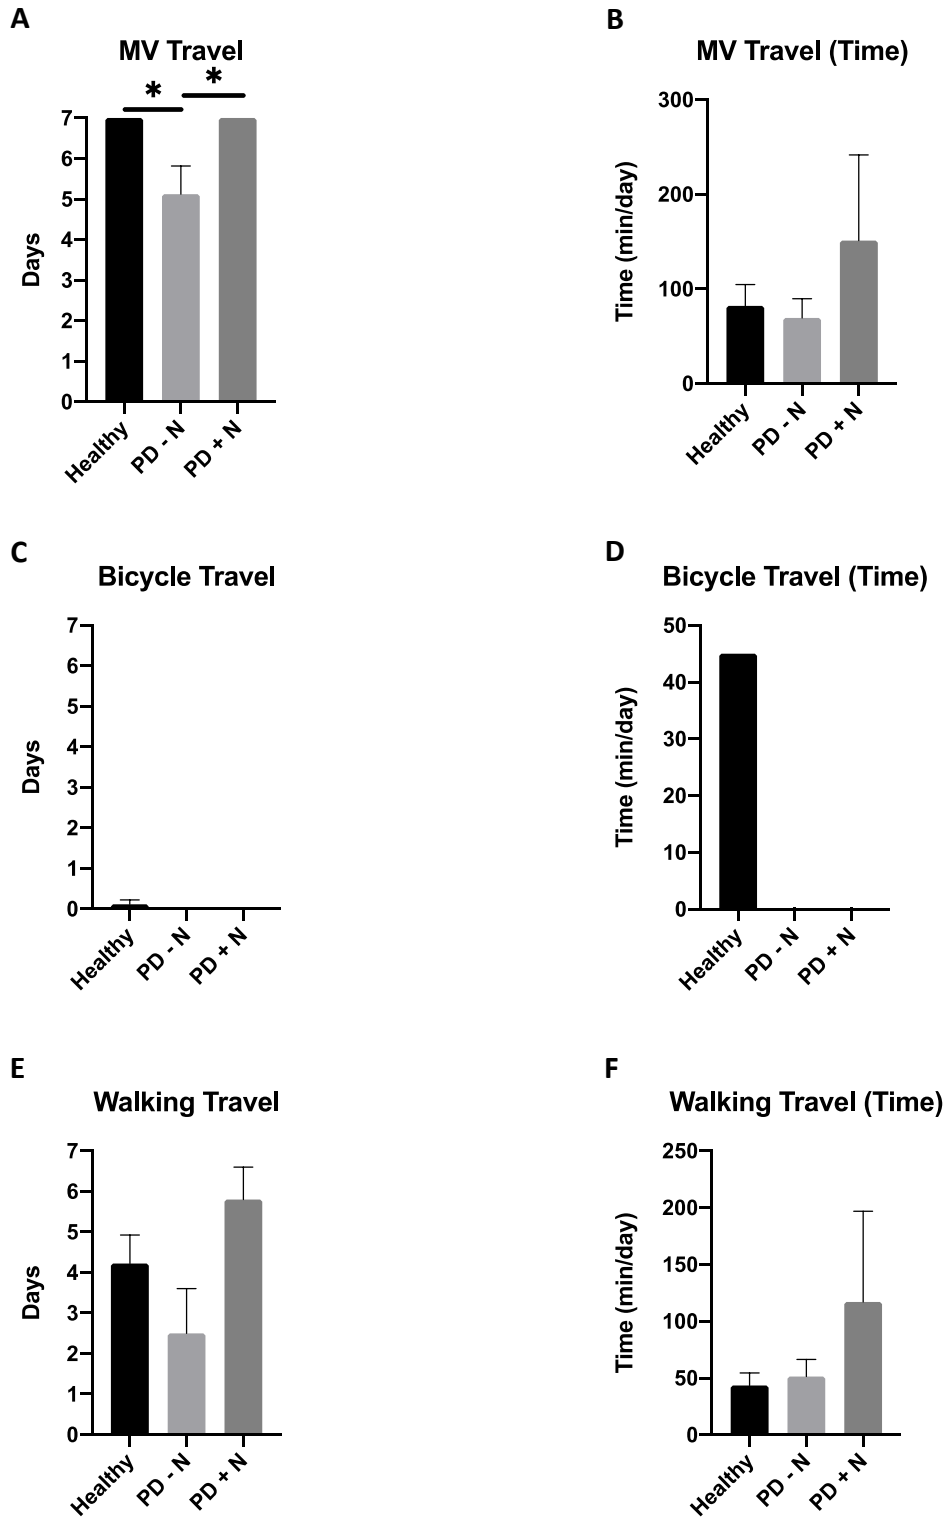 A
MV Travel
*
*
7
6
5
4
3
2
1
0
Days
Healthy
PD - N
PD + N
B
MV Travel (Time)
300
200
100
0
Time (min/day)
Healthy
PD - N
PD + N
C
Bicycle Travel
7
6
5
4
3
2
1
0
Days
Healthy
PD - N
PD + N
D
Bicycle Travel (Time)
50
40
30
20
10
0
Time (min/day)
Healthy
PD - N
PD + N
E
Walking Travel
7
6
5
4
3
2
1
0
Days
Healthy
PD - N
PD + N
F
Walking Travel (Time)
250
200
150
100
50
0
Time (min/day)
Healthy
PD - N
PD + N